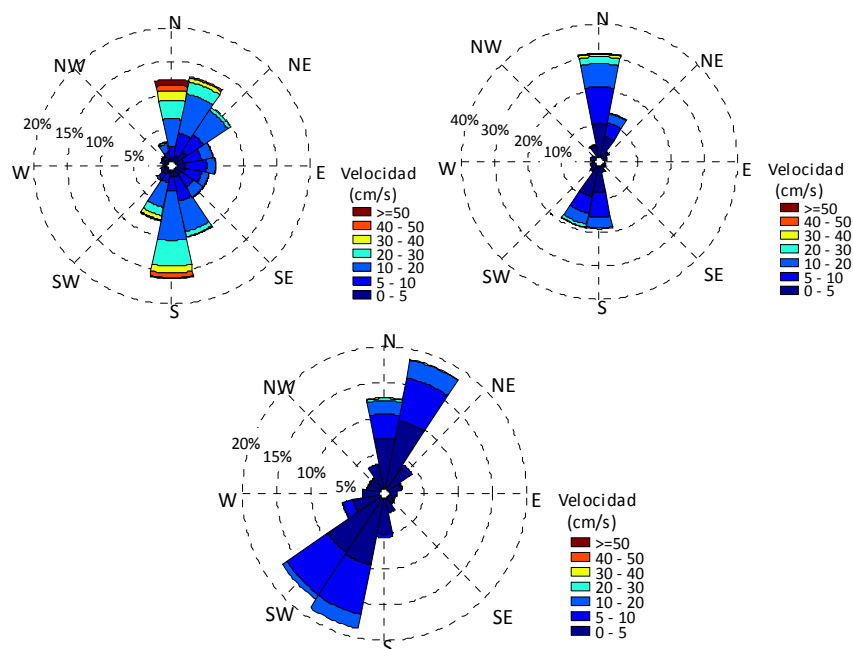 N
NW
NE
20%
15%
10%
5%
W
E
SW
SE
S
Velocidad
(cm/s)
>=50
40 - 50
30 - 40
20 - 30
10 - 20
5 - 10
0 - 5
N
NW
NE
40%
30%
20%
10%
W
E
SW
SE
S
Velocidad
(cm/s)
>=50
40 - 50
30 - 40
20 - 30
10 - 20
5 - 10
0 - 5
N
NW
NE
20%
15%
10%
5%
W
E
SW
SE
S
Velocidad
(cm/s)
>=50
40 - 50
30 - 40
20 - 30
10 - 20
5 - 10
0 - 5